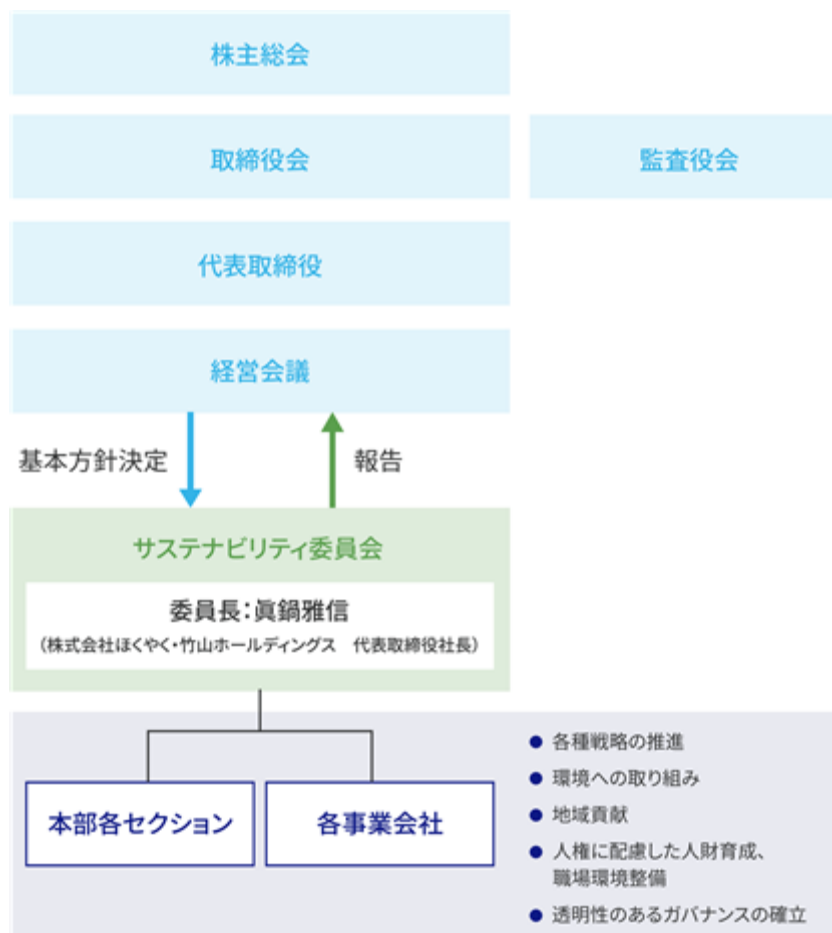 株主総会
取締役会
監査役会
代表取締役
経営会議
基本方針決定
報告
サステナビリティ委員会
委員長：眞鍋雅信
（株式会社ほくやく・竹山ホールディングス　代表取締役社長）
本部各セクション
各事業会社
● 各種戦略の推進
● 環境への取り組み
● 地域貢献
● 人権に配慮した人財育成、
職場環境整備
● 透明性のあるガバナンスの確立